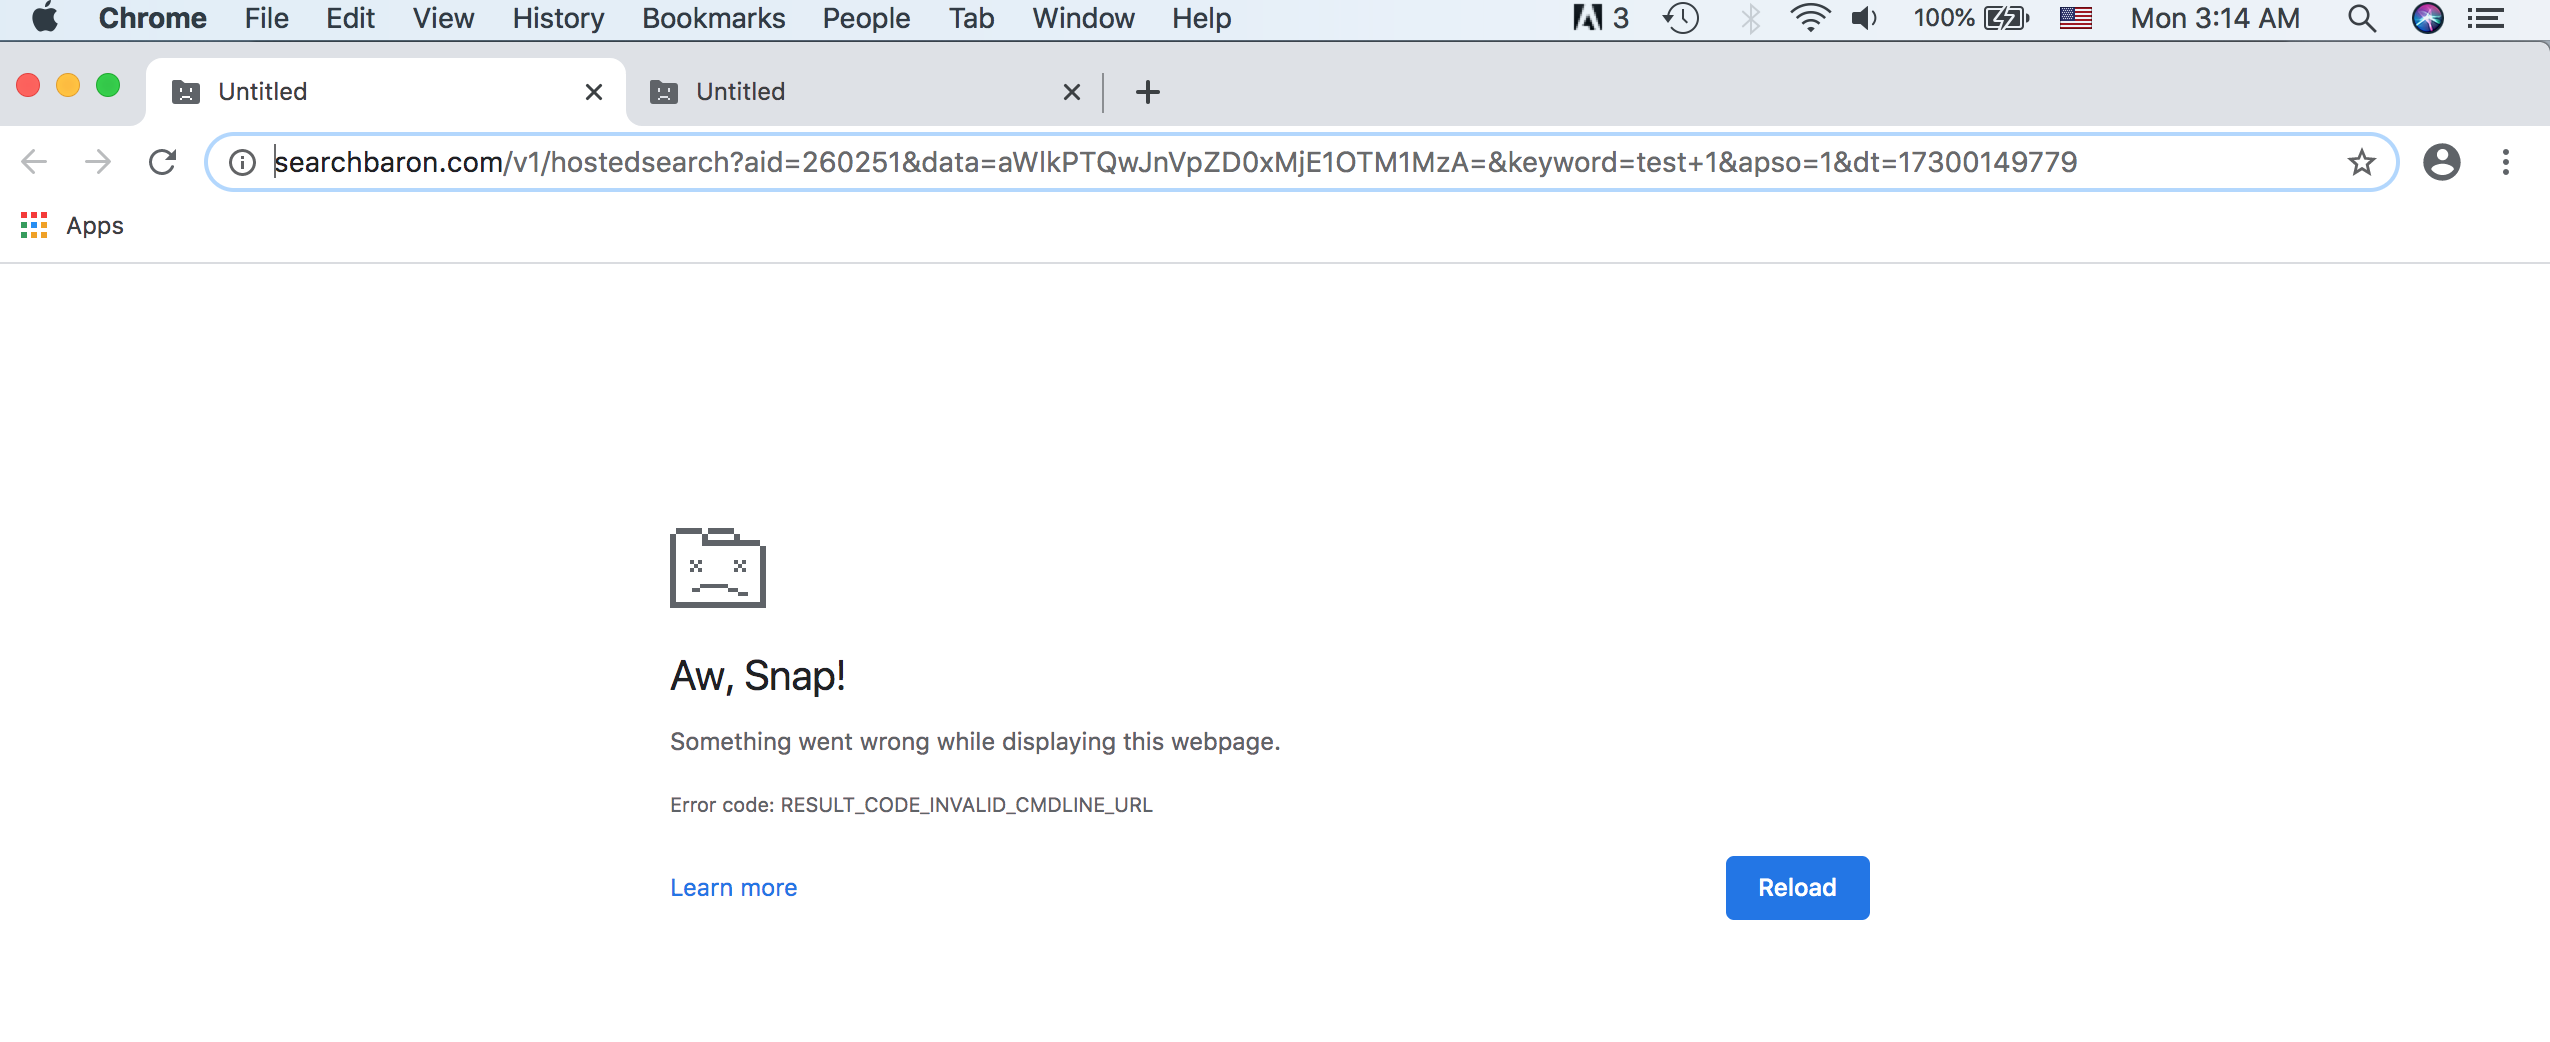 Chrome File Edit View History Bookmarks People Tab Window Help 3 100% Mon 3:14 AM
Untitled Untitled
searchbaron.com/v1/hostedsearch?aid=260251&data=aWlkPTQwJnVpZD0xMjE1OTM1MzA=&keyword=test+1&apso=1&dt=17300149779
Apps
Aw, Snap!
Something went wrong while displaying this webpage.
Error code: RESULT_CODE_INVALID_CMDLINE_URL
Learn more Reload